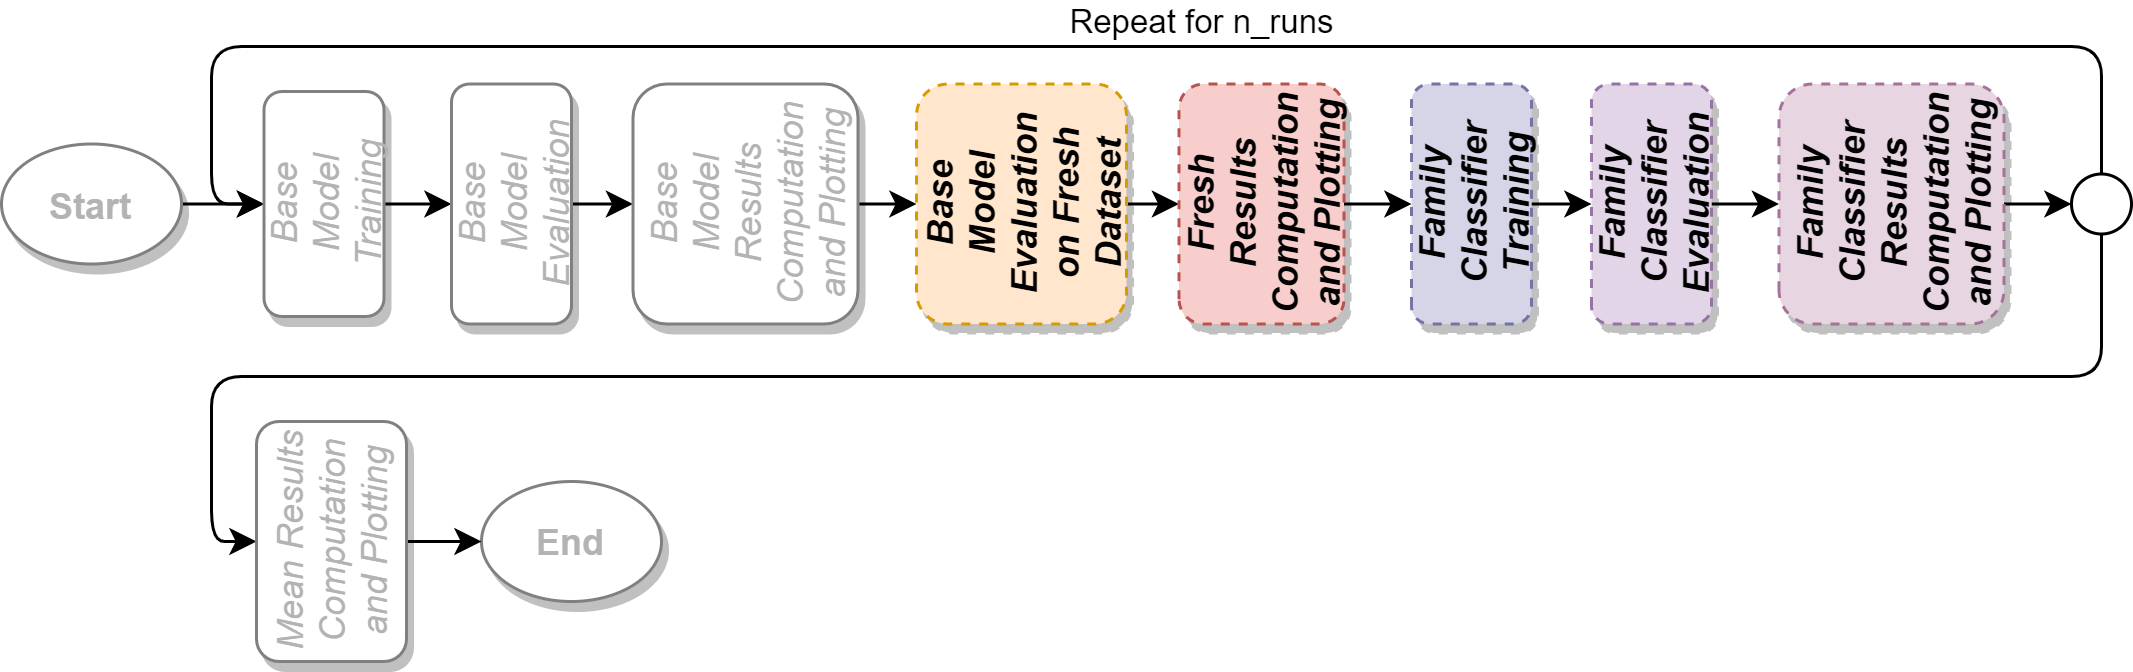 Repeat for n_runs
Start
Base
Model
Training
Base
Model
Evaluation
Base
Model
Results
Computation
and Plotting
Base
Model
Evaluation
on Fresh
Dataset
Fresh
Results
Computation
and Plotting
Family
Classifier
Training
Family
Classifier
Evaluation
Family
Classifier
Results
Computation
and Plotting
Mean Results
Computation
and Plotting
End